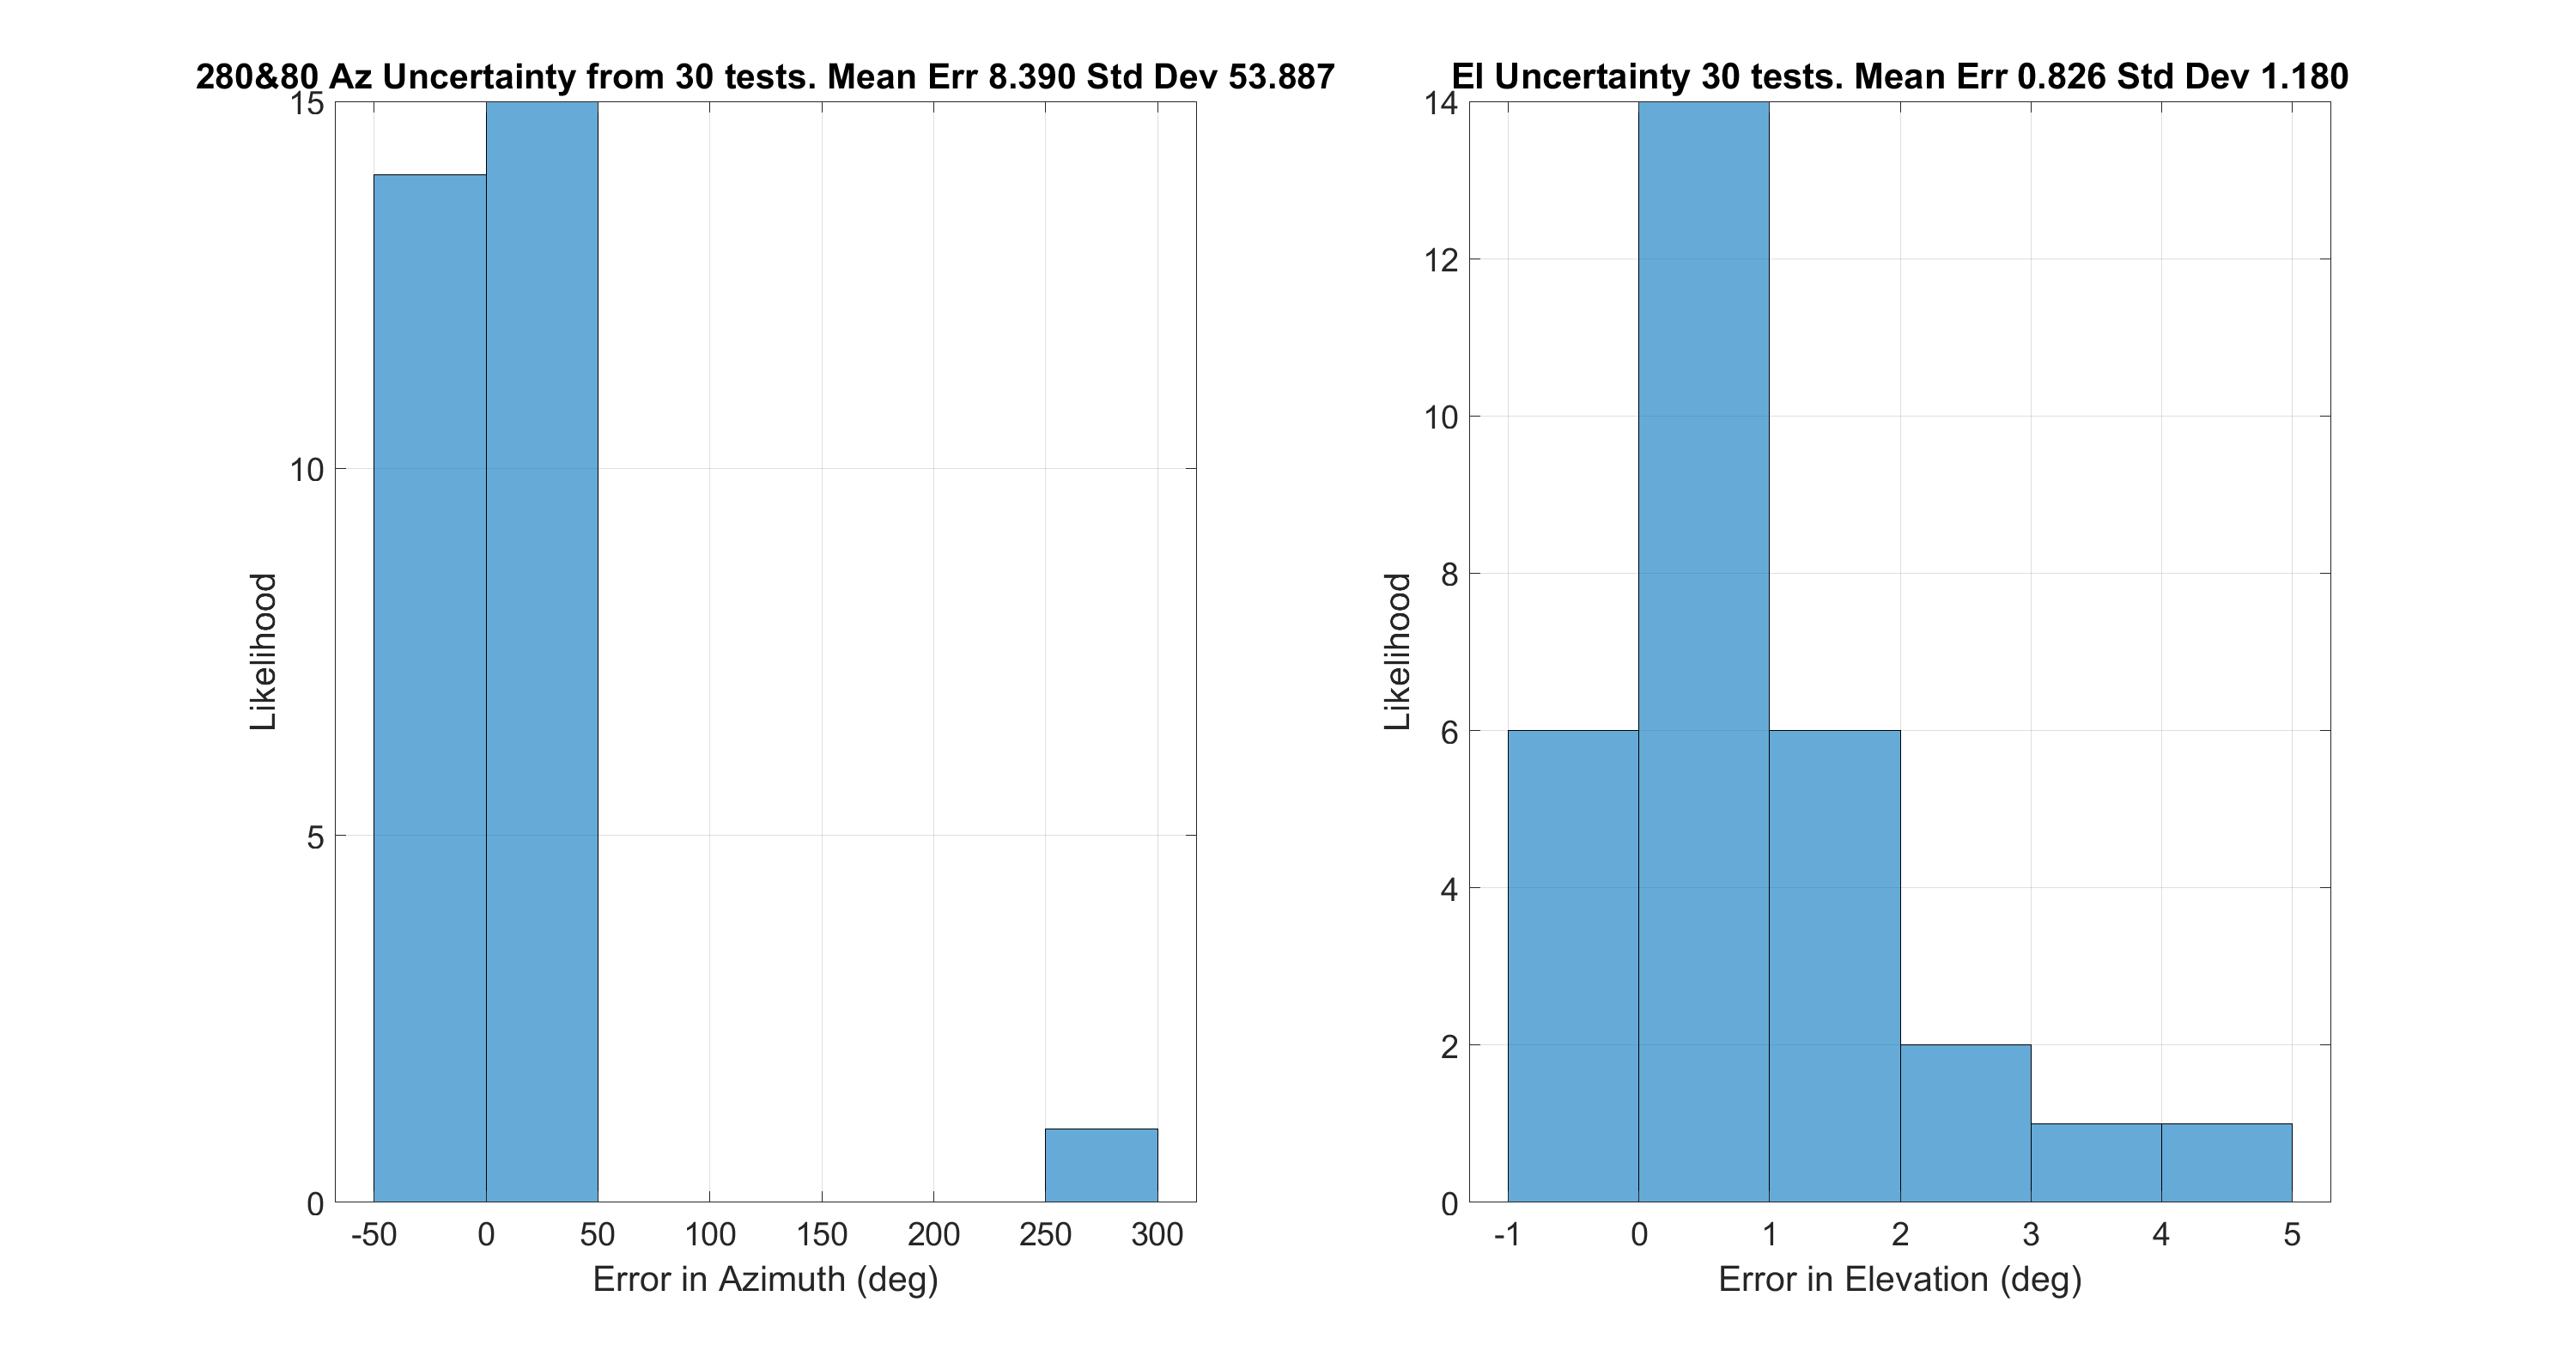 280&80 Az Uncertainty from 30 tests. Mean Err 8.390 Std Dev 53.887
15
10
5
0
Likelihood
-50 0 50 100 150 200 250 300
Error in Azimuth (deg)
El Uncertainty 30 tests. Mean Err 0.826 Std Dev 1.180
14
12
10
8
6
4
2
0
Likelihood
-1 0 1 2 3 4 5
Error in Elevation (deg)